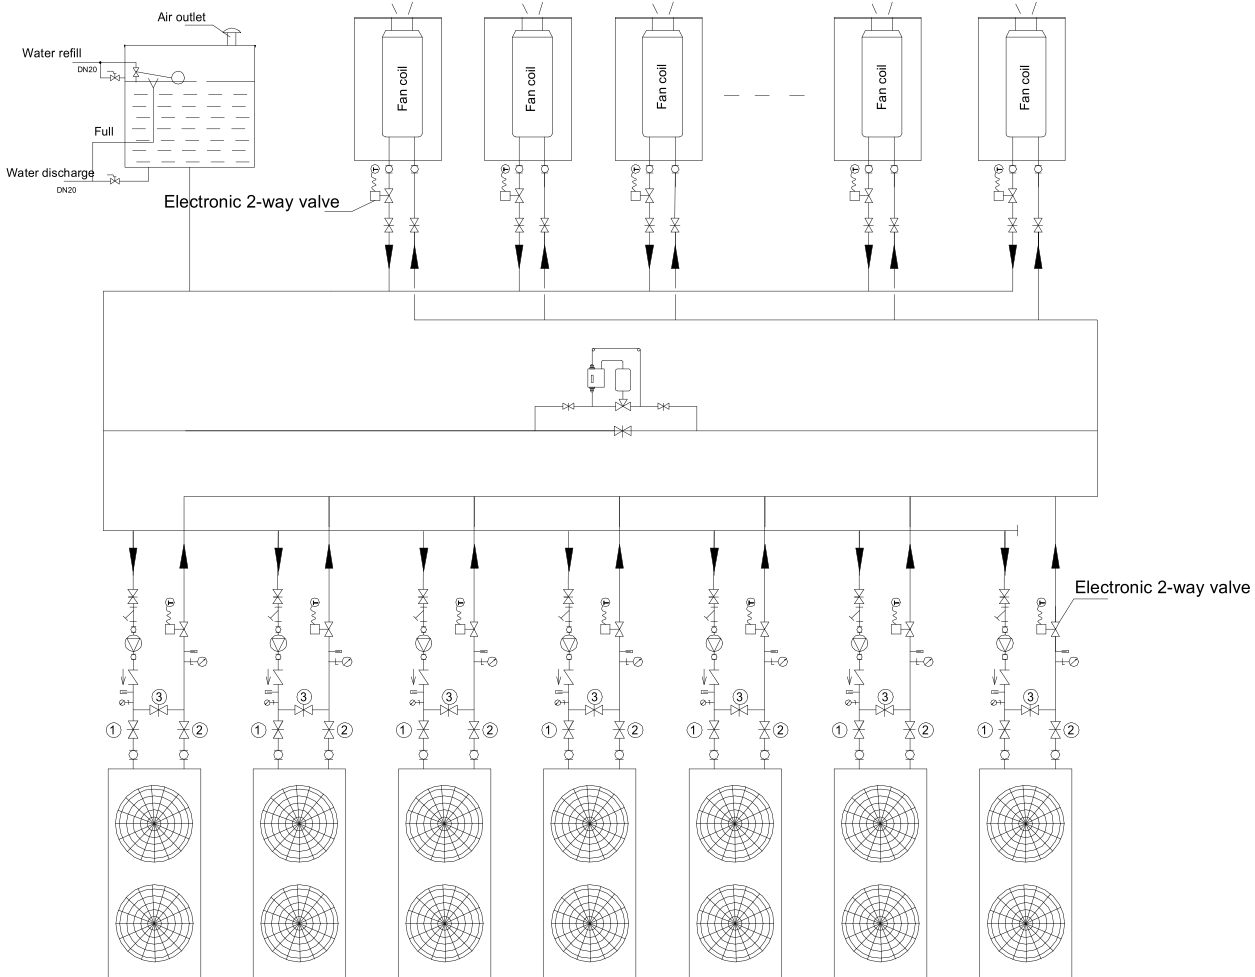 Air outlet
Water refill
DN20
Full
Water discharge
DN20
Fan coil
Fan coil
Fan coil
Fan coil
Fan coil
T
T
T
T
T
Electronic 2-way valve
Electronic 2-way valve
T
T
T
T
T
T
T
L
L
L
L
L
L
L
3
3
3
3
3
3
3
1
2
1
2
1
2
1
2
1
2
1
2
1
2